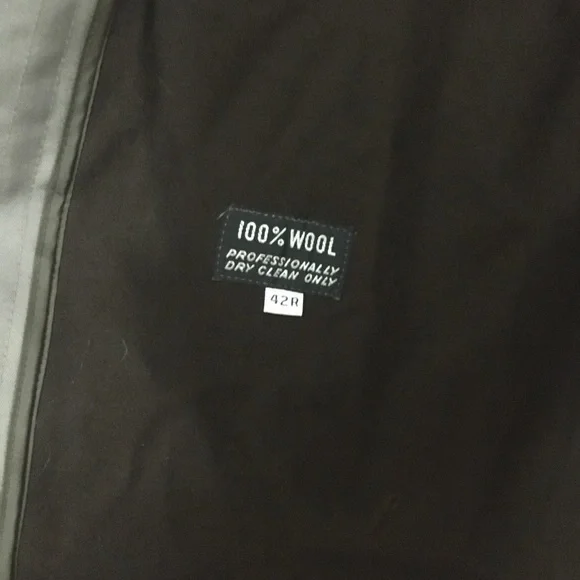 100% WOOL
PROFESSIONALLY
DRY CLEAN ONLY
42R